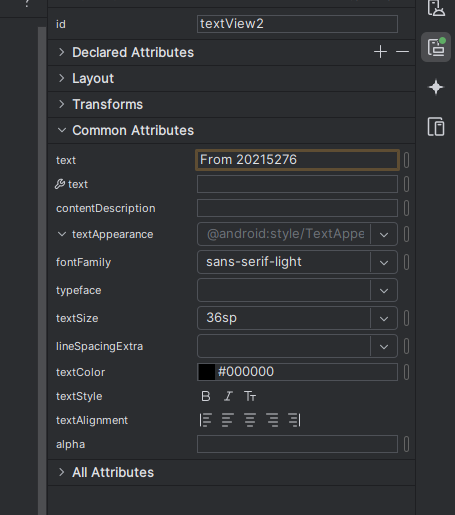 ?
id textView2
Declared Attributes
Layout
Transforms
Common Attributes
text From 20215276
text
contentDescription
textAppearance @android:style/TextAppe
fontFamily sans-serif-light
typeface
textSize 36sp
lineSpacingExtra
textColor #000000
textStyle B I Tт
textAlignment
alpha
All Attributes